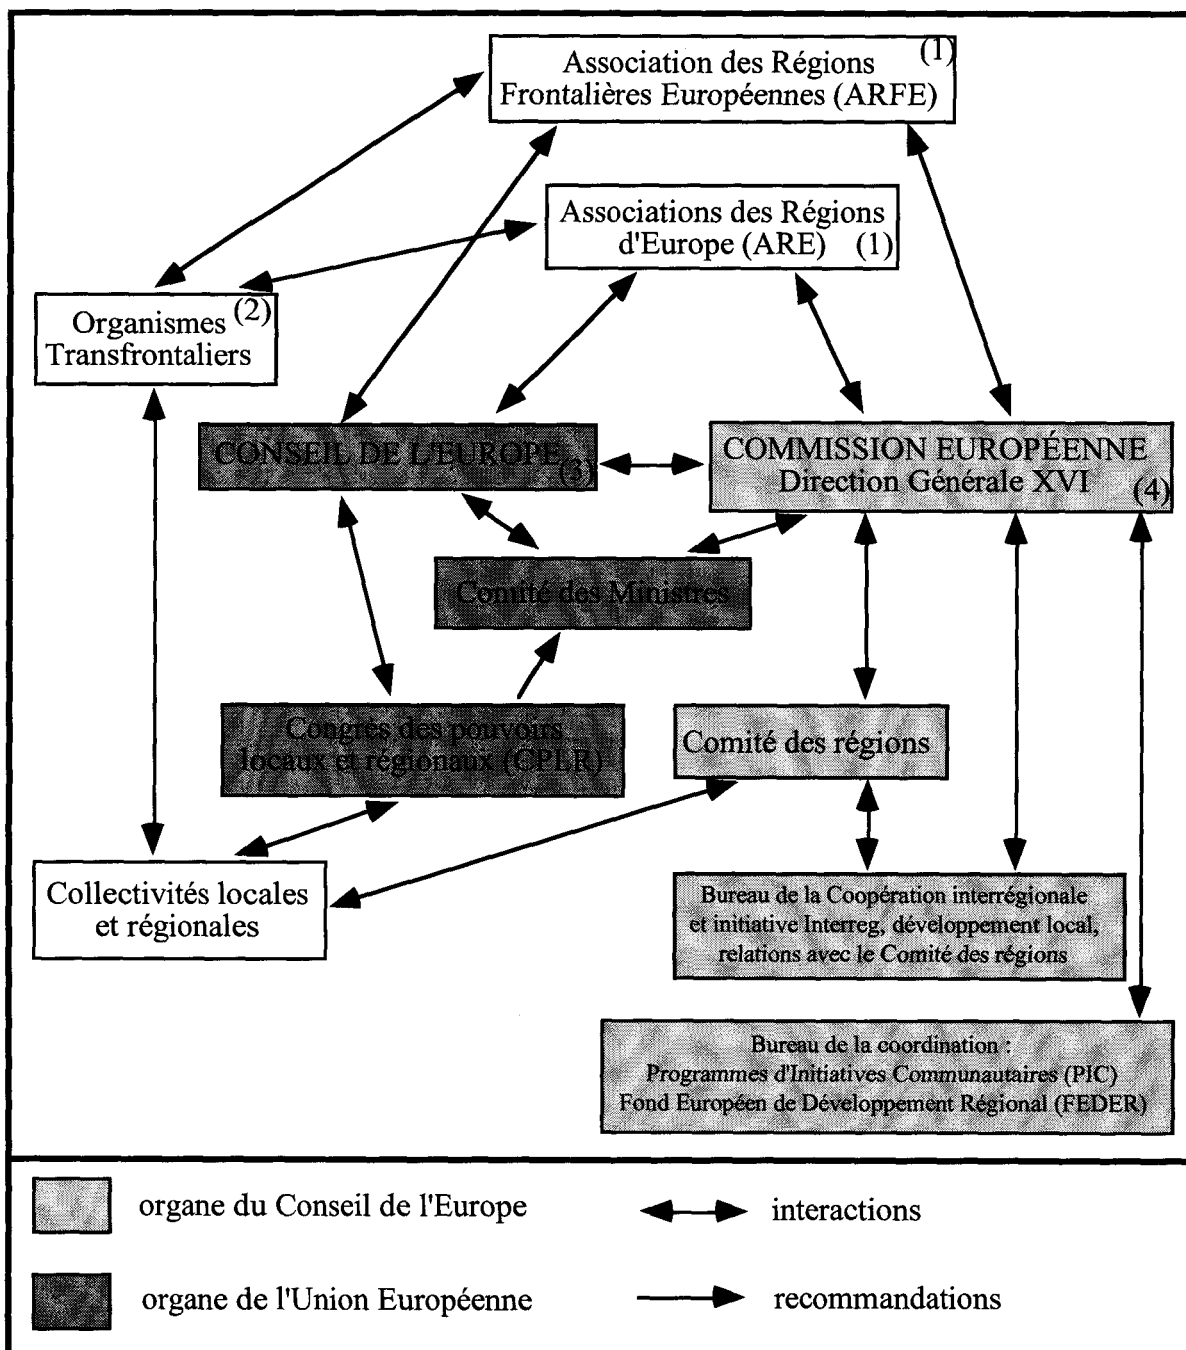 Association des Régions (1)
Frontalières Européennes (ARFE)
Associations des Régions
d'Europe (ARE) (1)
Organismes (2)
Transfrontaliers
CONSEIL DE L'EUROPE (3)
COMMISSION EUROPÉENNE
Direction Générale XVI (4)
Comité des Ministres
Congrès des pouvoirs
locaux et régionaux (CPLR)
Comité des régions
Collectivités locales
et régionales
Bureau de la Coopération interrégionale
et initiative Interreg, développement local,
relations avec le Comité des régions
Bureau de la coordination :
Programmes d'Initiatives Communautaires (PIC)
Fond Européen de Développement Régional (FEDER)
organe du Conseil de l'Europe
interactions
organe de l'Union Européenne
recommandations